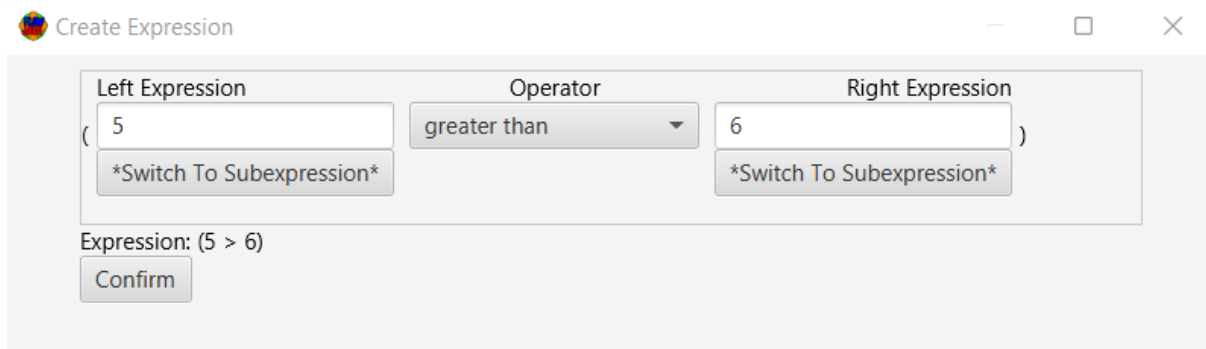 Create Expression
Left Expression Operator Right Expression
( 5 greater than 6 )
*Switch To Subexpression* *Switch To Subexpression*
Expression: (5 > 6)
Confirm